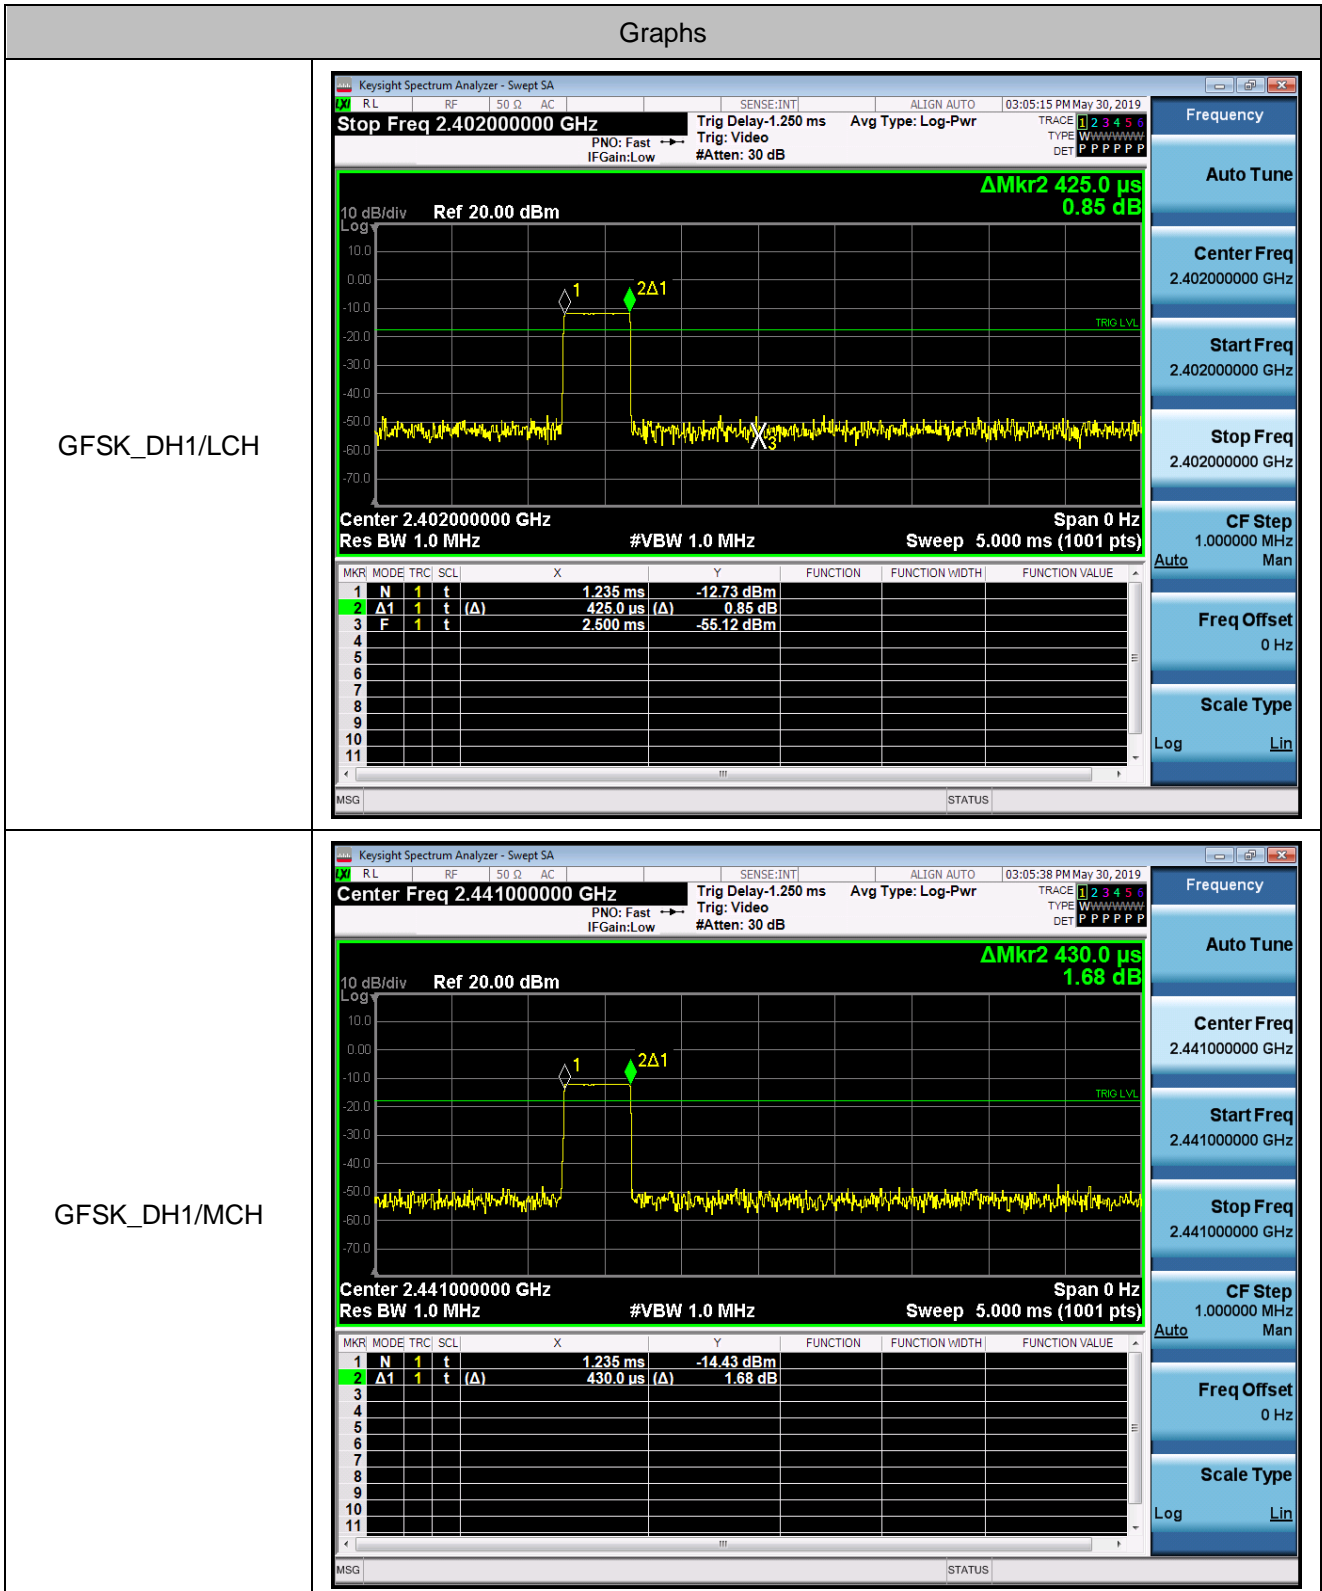 Graphs
GFSK_DH1/LCH
Keysight Spectrum Analyzer - Swept SA
LXI RL RF 50 Ω AC SENSE:INT ALIGN AUTO 03:05:15 PM May 30, 2019
Stop Freq 2.402000000 GHz
PNO: Fast
IFGain:Low
Trig Delay-1.250 ms
Trig: Video
#Atten: 30 dB
Avg Type: Log-Pwr
TRACE 1 2 3 4 5 6
TYPE WWWWWW
DET P P P P P P
ΔMkr2 425.0 µs
0.85 dB
10 dB/div Ref 20.00 dBm
Log
10.0
0.00
-10.0
-20.0
-30.0
-40.0
-50.0
-60.0
-70.0
1
2Δ1
TRIG LVL
3
Center 2.402000000 GHz Span 0 Hz
Res BW 1.0 MHz #VBW 1.0 MHz Sweep 5.000 ms (1001 pts)
MKR MODE TRC SCL X Y FUNCTION FUNCTION WIDTH FUNCTION VALUE
1 N 1 t 1.235 ms -12.73 dBm
2 Δ1 1 t (Δ) 425.0 µs (Δ) 0.85 dB
3 F 1 t 2.500 ms -55.12 dBm
4
5
6
7
8
9
10
11
MSG STATUS
Frequency
Auto Tune
Center Freq
2.402000000 GHz
Start Freq
2.402000000 GHz
Stop Freq
2.402000000 GHz
CF Step
1.000000 MHz
Auto Man
Freq Offset
0 Hz
Scale Type
Log Lin
GFSK_DH1/MCH
Keysight Spectrum Analyzer - Swept SA
LXI RL RF 50 Ω AC SENSE:INT ALIGN AUTO 03:05:38 PM May 30, 2019
Center Freq 2.441000000 GHz
PNO: Fast
IFGain:Low
Trig Delay-1.250 ms
Trig: Video
#Atten: 30 dB
Avg Type: Log-Pwr
TRACE 1 2 3 4 5 6
TYPE WWWWWW
DET P P P P P P
ΔMkr2 430.0 µs
1.68 dB
10 dB/div Ref 20.00 dBm
Log
10.0
0.00
-10.0
-20.0
-30.0
-40.0
-50.0
-60.0
-70.0
1
2Δ1
TRIG LVL
Center 2.441000000 GHz Span 0 Hz
Res BW 1.0 MHz #VBW 1.0 MHz Sweep 5.000 ms (1001 pts)
MKR MODE TRC SCL X Y FUNCTION FUNCTION WIDTH FUNCTION VALUE
1 N 1 t 1.235 ms -14.43 dBm
2 Δ1 1 t (Δ) 430.0 µs (Δ) 1.68 dB
3
4
5
6
7
8
9
10
11
MSG STATUS
Frequency
Auto Tune
Center Freq
2.441000000 GHz
Start Freq
2.441000000 GHz
Stop Freq
2.441000000 GHz
CF Step
1.000000 MHz
Auto Man
Freq Offset
0 Hz
Scale Type
Log Lin